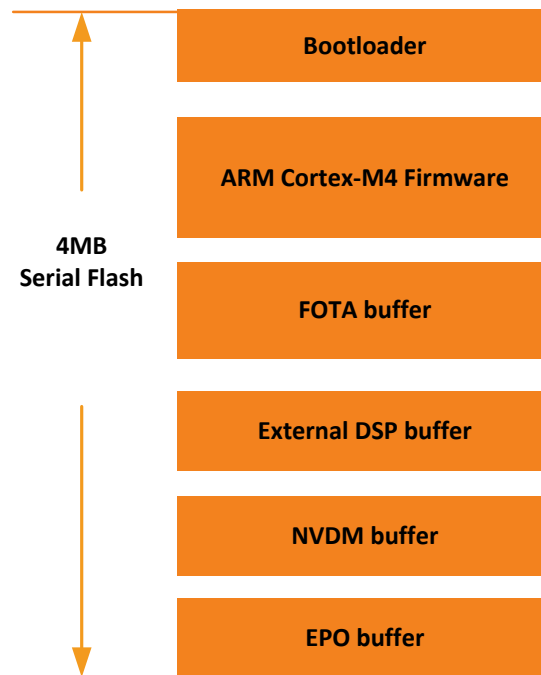 Bootloader
ARM Cortex-M4 Firmware
4MB
Serial Flash
FOTA buffer
External DSP buffer
NVDM buffer
EPO buffer